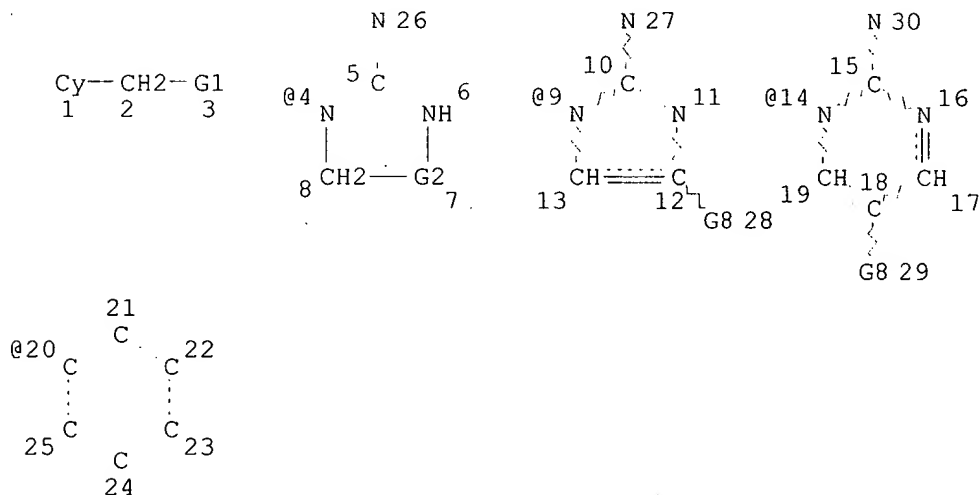 N 26 N 27 N 30
Cy CH2 G1 5 C 6 10 C 15 C
1 2 3 @4 N NH @9 N N 11 @14 N N 16
8 CH2 G2 7 13 CH C 12 19 CH C 18 CH 17
G8 28 G8 29
21
C
@20 C C 22
25 C C 23
C
24